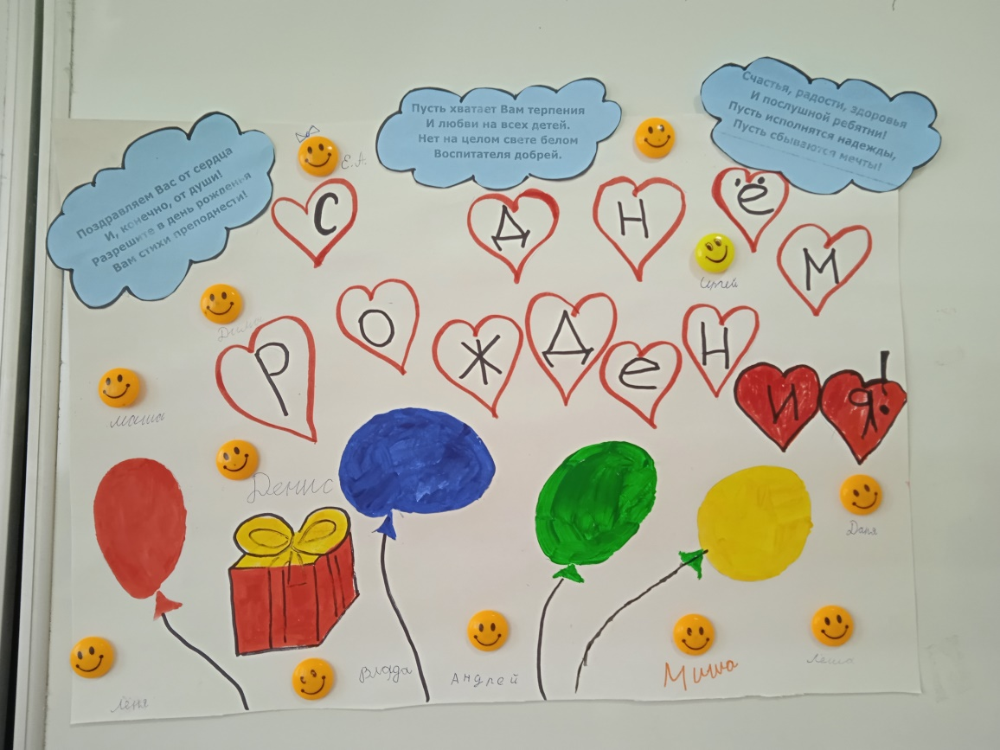 Поздравляем Вас от сердца
И, конечно, от души!
Разрешите в день рожденья
Вам стихи преподнести!
Пусть хватает Вам терпения
И любви на всех детей.
Нет на целом свете белом
Воспитателя добрей.
Счастья, радости, здоровья
И послушной ребятни!
Пусть исполнятся надежды,
Пусть сбываются мечты!
Е.А.
С ДНЁМ
РОЖДеНИЯ!
Сергей
Маша
Денис
Даня
Лёня
Влада
Андрей
Миша
Леша